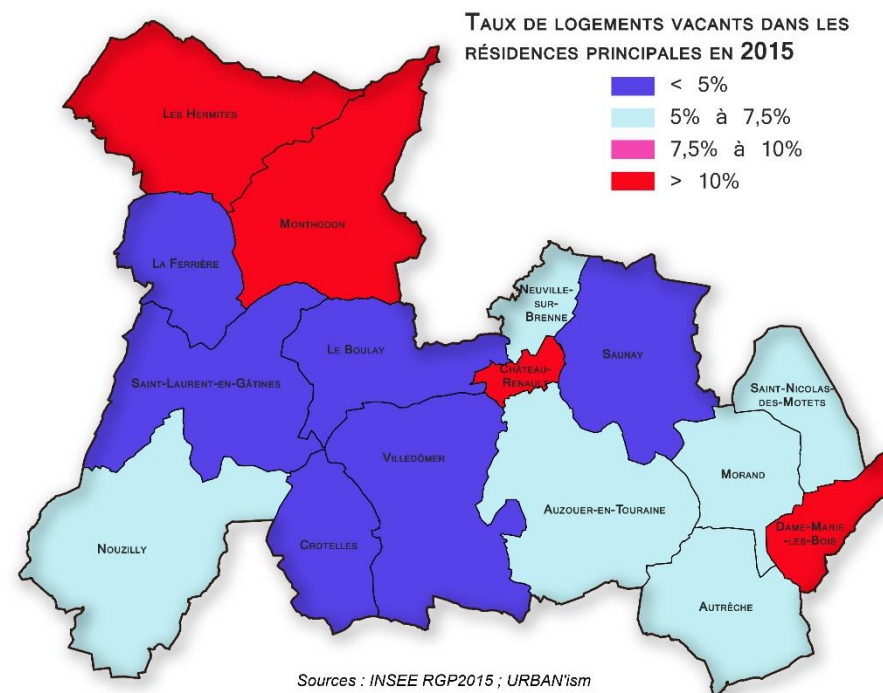 Taux de logements vacants dans les
résidences principales en 2015
< 5%
5% à 7,5%
7,5% à 10%
> 10%
Les Hermites
Monthodon
La Ferrière
Neuville-
sur-
Brenne
Le Boulay
Saunay
Château-
Renault
Saint-Laurent-en-Gâtines
Saint-Nicolas-
des-Motets
Villedômer
Morand
Auzouer-en-Touraine
Dame-Marie
-les-Bois
Nouzilly
Crotelles
Autrèche
Sources : INSEE RGP2015 ; URBAN'ism